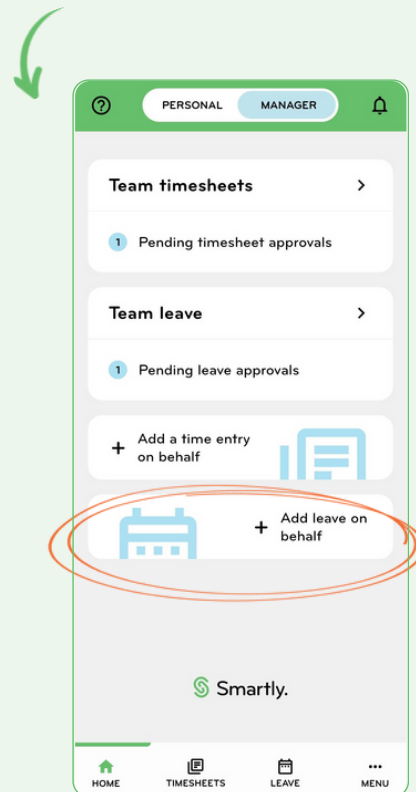 PERSONAL MANAGER
Team timesheets
1 Pending timesheet approvals
Team leave
1 Pending leave approvals
+ Add a time entry
on behalf
+ Add leave on
behalf
Smartly.
HOME TIMESHEETS LEAVE MENU